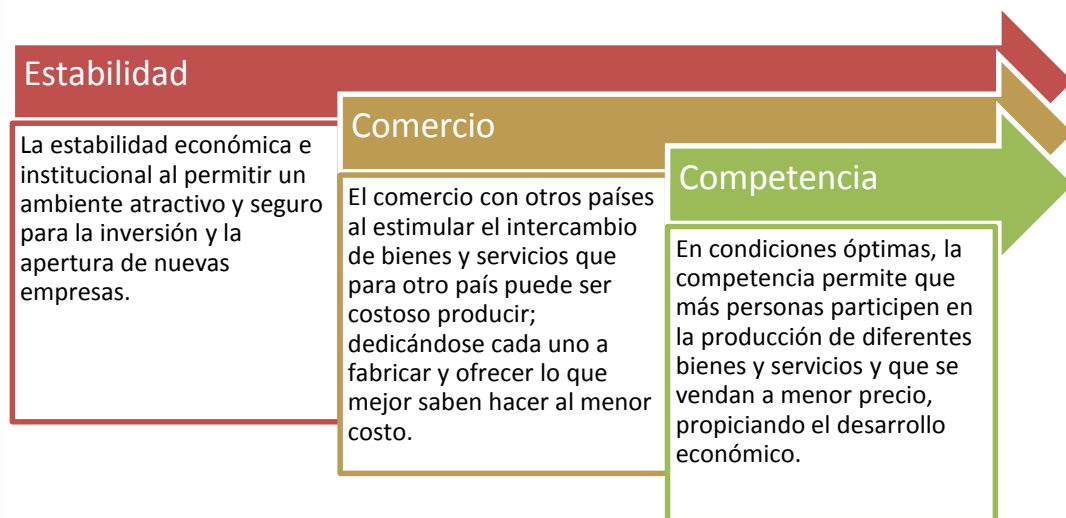 Estabilidad
La estabilidad económica e
institucional al permitir un
ambiente atractivo y seguro
para la inversión y la
apertura de nuevas
empresas.
Comercio
El comercio con otros países
al estimular el intercambio
de bienes y servicios que
para otro país puede ser
costoso producir;
dedicándose cada uno a
fabricar y ofrecer lo que
mejor saben hacer al menor
costo.
Competencia
En condiciones óptimas, la
competencia permite que
más personas participen en
la producción de diferentes
bienes y servicios y que se
vendan a menor precio,
propiciando el desarrollo
económico.